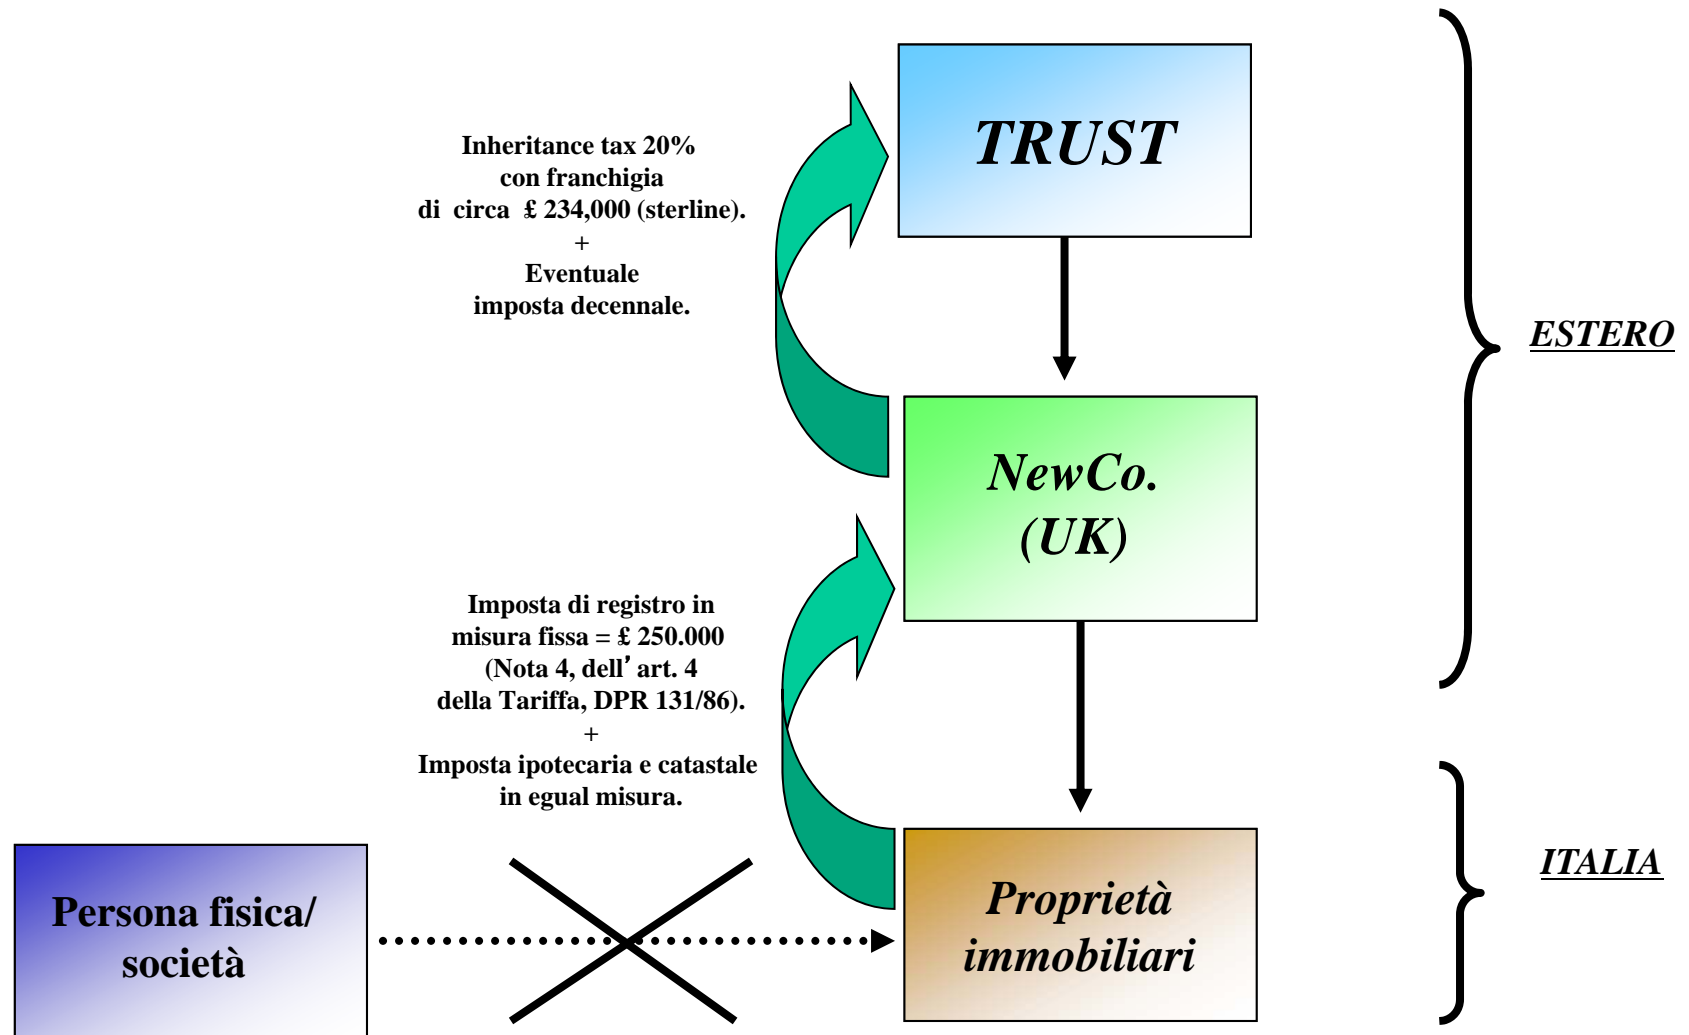 TRUST
Inheritance tax 20%
con franchigia
di circa £ 234,000 (sterline).
+
Eventuale
imposta decennale.
ESTERO
NewCo.
(UK)
Imposta di registro in
misura fissa = £ 250.000
(Nota 4, dell’art. 4
della Tariffa, DPR 131/86).
+
Imposta ipotecaria e catastale
in egual misura.
ITALIA
Persona fisica/
società
Proprietà
immobiliari